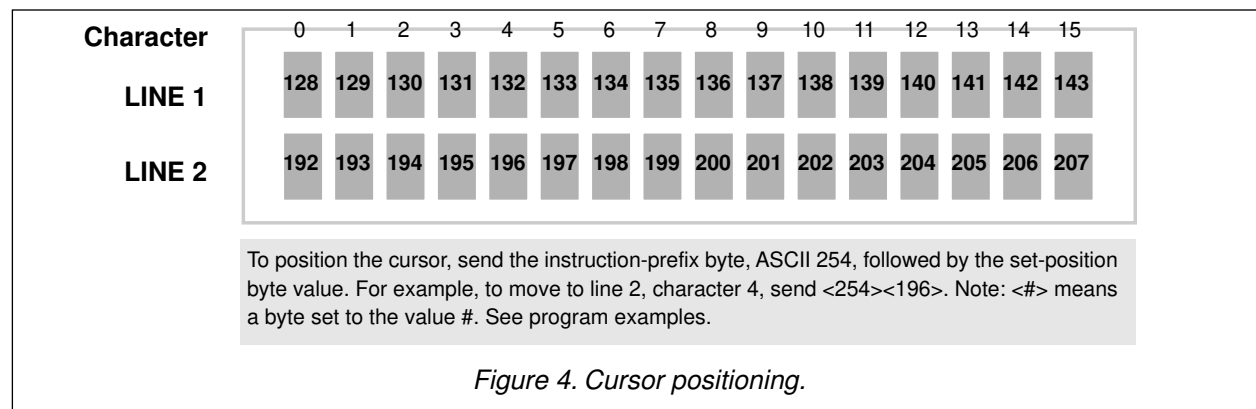 Character 0 1 2 3 4 5 6 7 8 9 10 11 12 13 14 15
LINE 1 128 129 130 131 132 133 134 135 136 137 138 139 140 141 142 143
LINE 2 192 193 194 195 196 197 198 199 200 201 202 203 204 205 206 207
To position the cursor, send the instruction-prefix byte, ASCII 254, followed by the set-position
byte value. For example, to move to line 2, character 4, send <254><196>. Note: <#> means
a byte set to the value #. See program examples.
Figure 4. Cursor positioning.